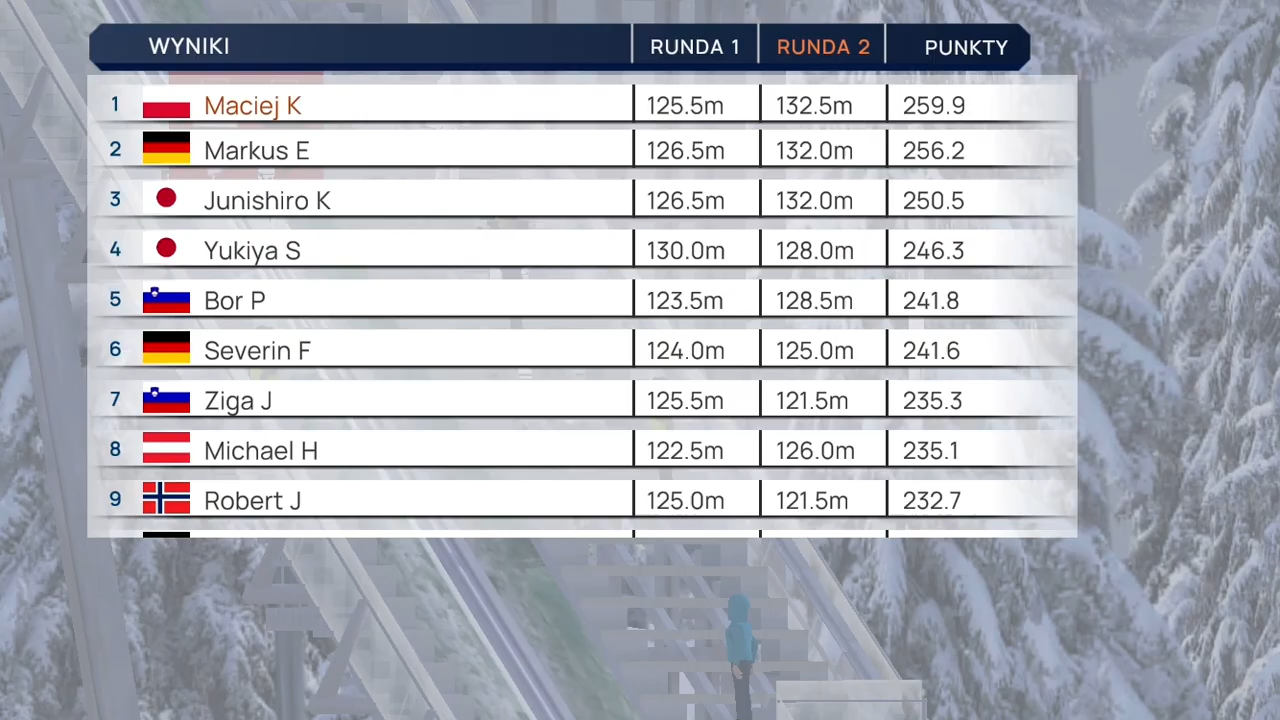 WYNIKI RUNDA 1 RUNDA 2 PUNKTY
1 Maciej K 125.5m 132.5m 259.9
2 Markus E 126.5m 132.0m 256.2
3 Junishiro K 126.5m 132.0m 250.5
4 Yukiya S 130.0m 128.0m 246.3
5 Bor P 123.5m 128.5m 241.8
6 Severin F 124.0m 125.0m 241.6
7 Ziga J 125.5m 121.5m 235.3
8 Michael H 122.5m 126.0m 235.1
9 Robert J 125.0m 121.5m 232.7